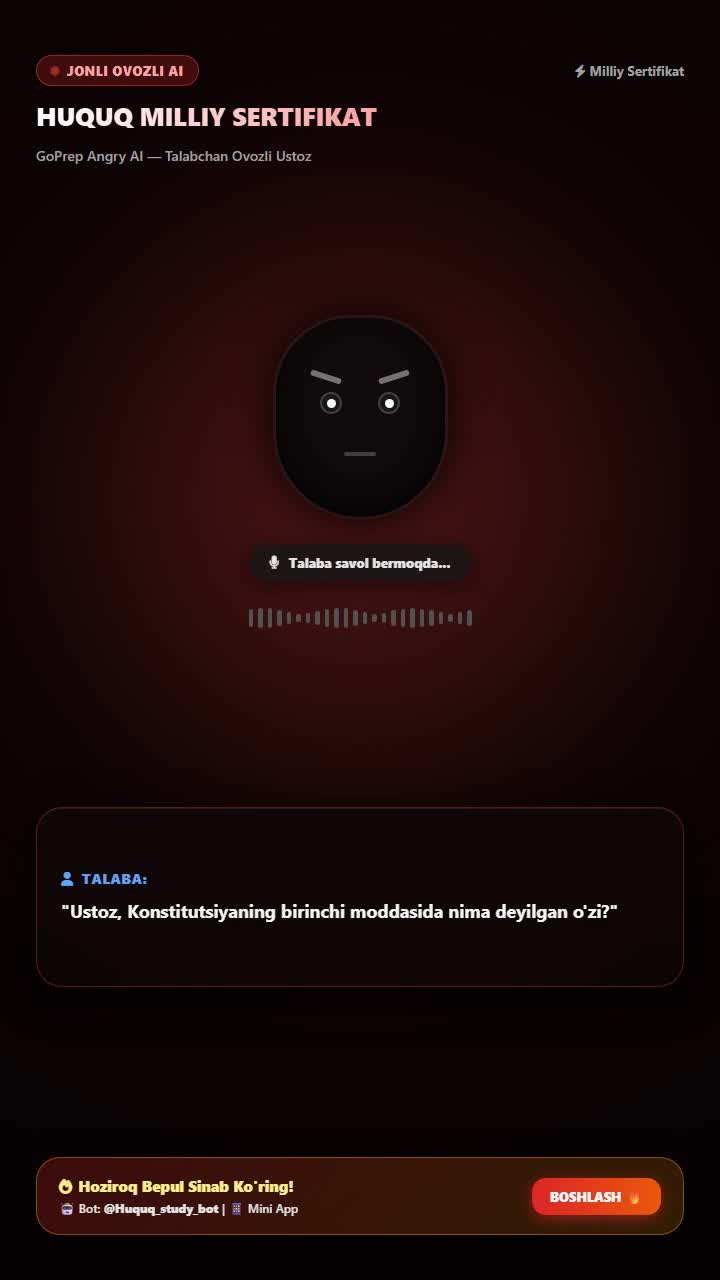 JONLI OVOZLI AI
Milliy Sertifikat
HUQUQ MILLIY SERTIFIKAT
GoPrep Angry AI — Talabchan Ovozli Ustoz
Talaba savol bermoqda...
TALABA:
"Ustoz, Konstitutsiyaning birinchi moddasida nima deyilgan o'zi?"
Hoziroq Bepul Sinab Ko'ring!
Bot: @Huquq_study_bot | Mini App
BOSHLASH